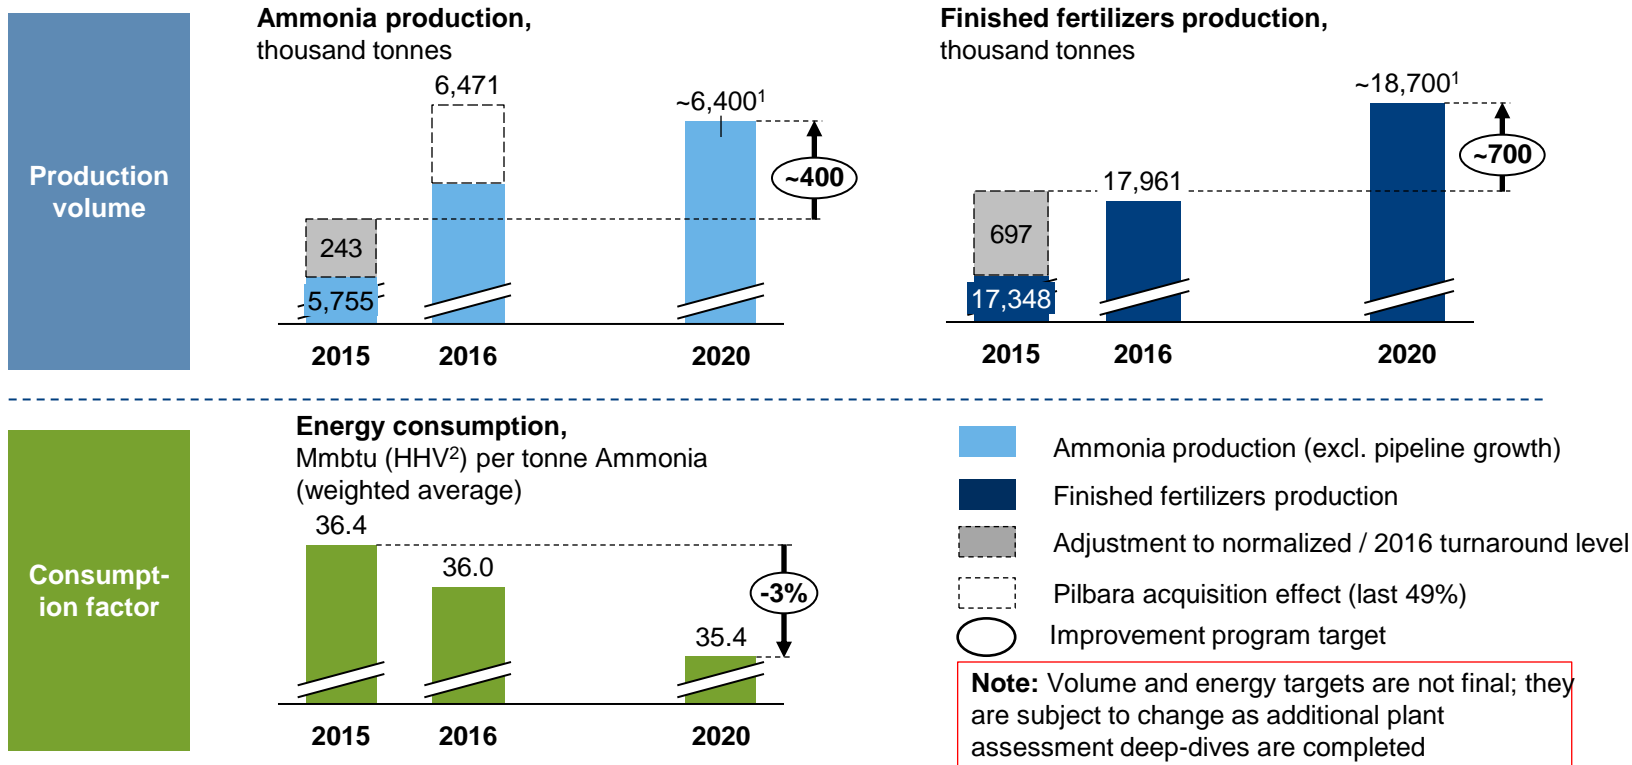 Production
volume
Ammonia production,
thousand tonnes
6,471
~6,400¹
~400
243
5,755
2015 2016 2020
Finished fertilizers production,
thousand tonnes
~18,700¹
~700
17,961
697
17,348
2015 2016 2020
Consumpt-
ion factor
Energy consumption,
Mmbtu (HHV²) per tonne Ammonia
(weighted average)
36.4
36.0
-3%
35.4
2015 2016 2020
Ammonia production (excl. pipeline growth)
Finished fertilizers production
Adjustment to normalized / 2016 turnaround level
Pilbara acquisition effect (last 49%)
Improvement program target
Note: Volume and energy targets are not final; they
are subject to change as additional plant
assessment deep-dives are completed